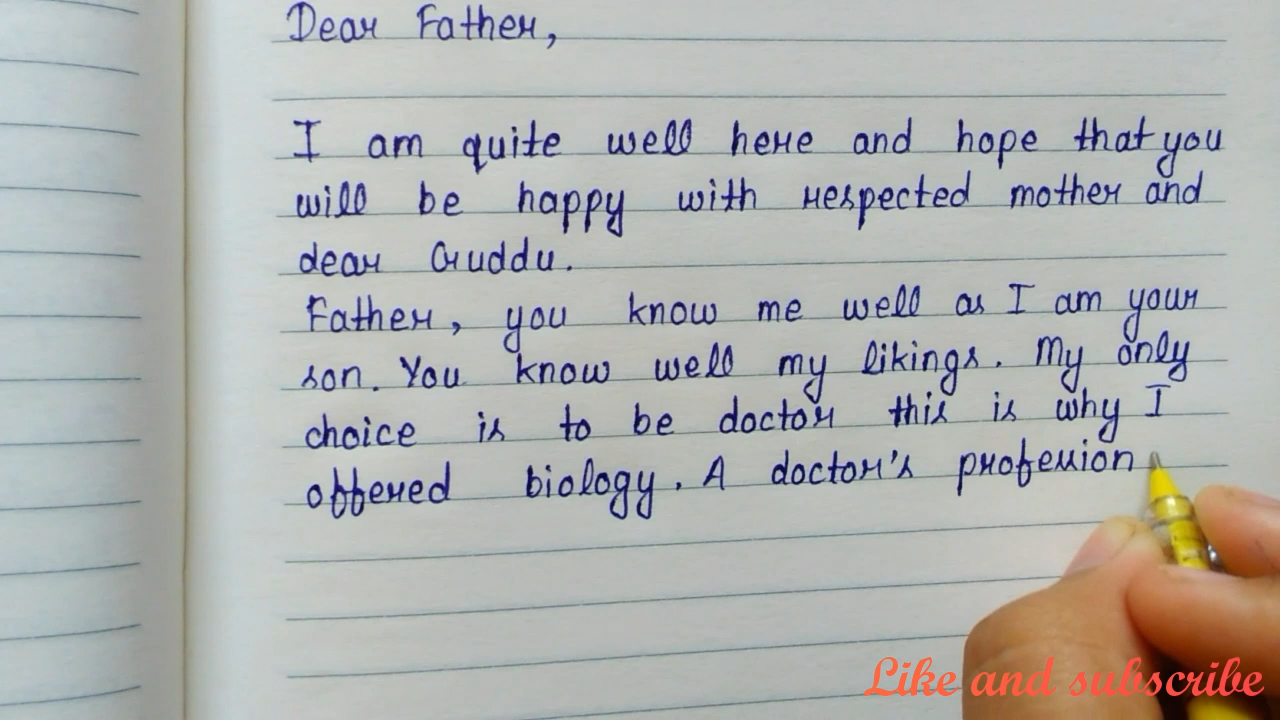 Dear Father,
I am quite well here and hope that you
will be happy with respected mother and
dear Guddu.
Father, you know me well as I am your
son. You know well my likings. My only
choice is to be doctor this is why I
offered biology. A doctor's profession
Like and subscribe